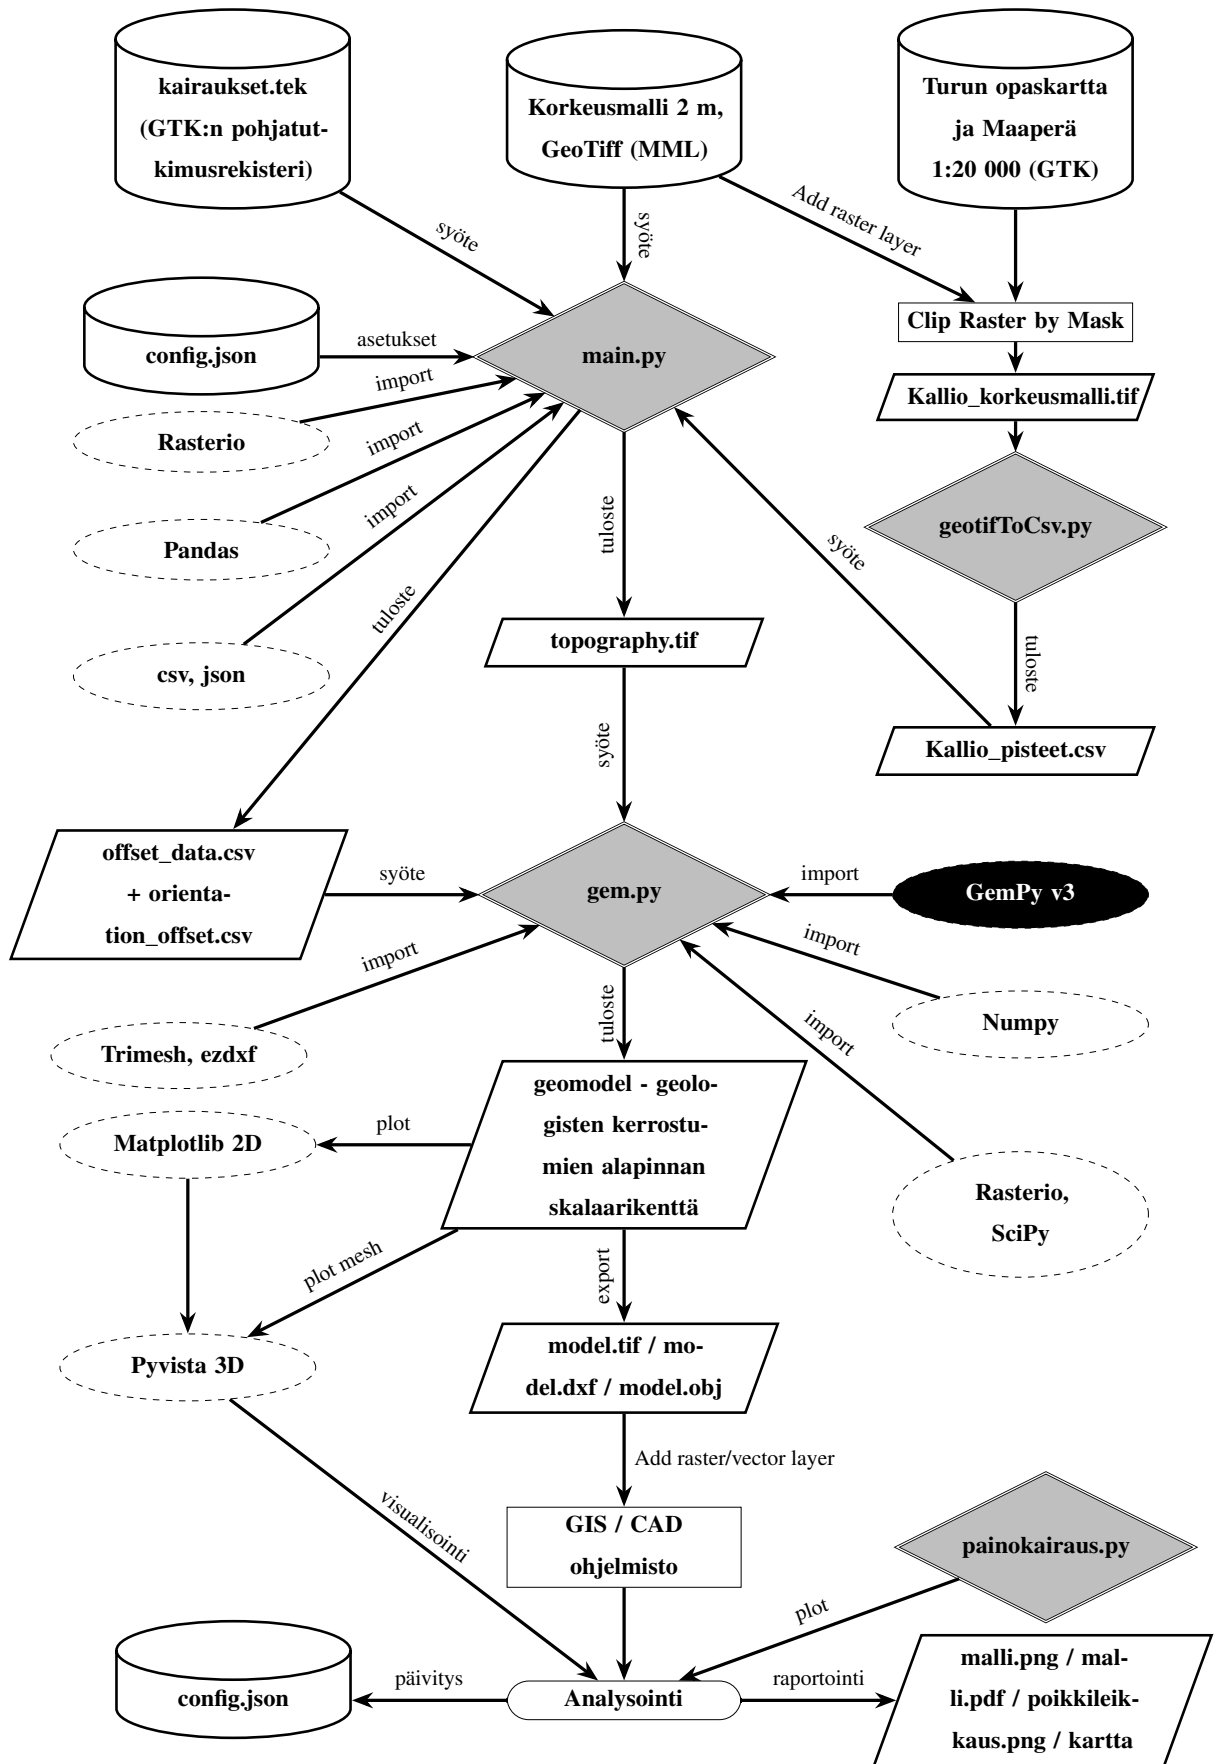 kairaukset.tek
(GTK:n pohjatut-
kimusrekisteri)
Korkeusmalli 2 m,
GeoTiff (MML)
Turun opaskartta
ja Maaperä
1:20 000 (GTK)
syöte
syöte
Add raster layer
config.json
asetukset
main.py
Clip Raster by Mask
import
Rasterio
Kallio_korkeusmalli.tif
import
Pandas
import
tuloste
syöte
geotifToCsv.py
tuloste
csv, json
topography.tif
tuloste
syöte
Kallio_pisteet.csv
offset_data.csv
+ orienta-
tion_offset.csv
syöte
gem.py
import
GemPy v3
import
import
Numpy
tuloste
import
Trimesh, ezdxf
geomodel - geolo-
gisten kerrostu-
mien alapinnan
skalaarikenttä
plot
Matplotlib 2D
Rasterio,
SciPy
plot mesh
export
Pyvista 3D
model.tif / mo-
del.dxf / model.obj
Add raster/vector layer
visualisointi
GIS / CAD
ohjelmisto
painokairaus.py
plot
config.json
päivitys
Analysointi
raportointi
malli.png / mal-
li.pdf / poikkileik-
kaus.png / kartta